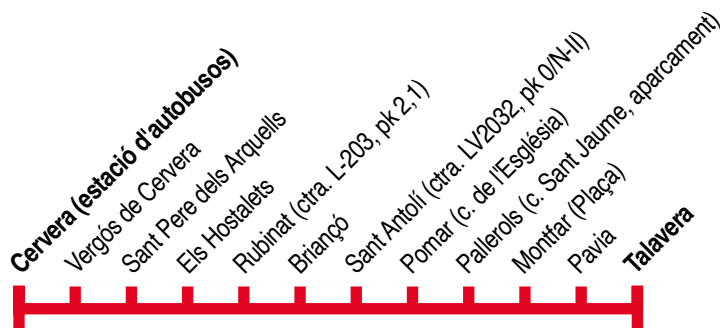 Cervera (estació d'autobusos)
Vergós de Cervera
Sant Pere dels Arquells
Els Hostalets
Rubinat (ctra. L-203, pk 2,1)
Briançó
Sant Antolí (ctra. LV2032, pk 0/N-II)
Pomar (c. de l'Església)
Pallerols (c. Sant Jaume, aparcament)
Montfar (Plaça)
Pavia
Talavera